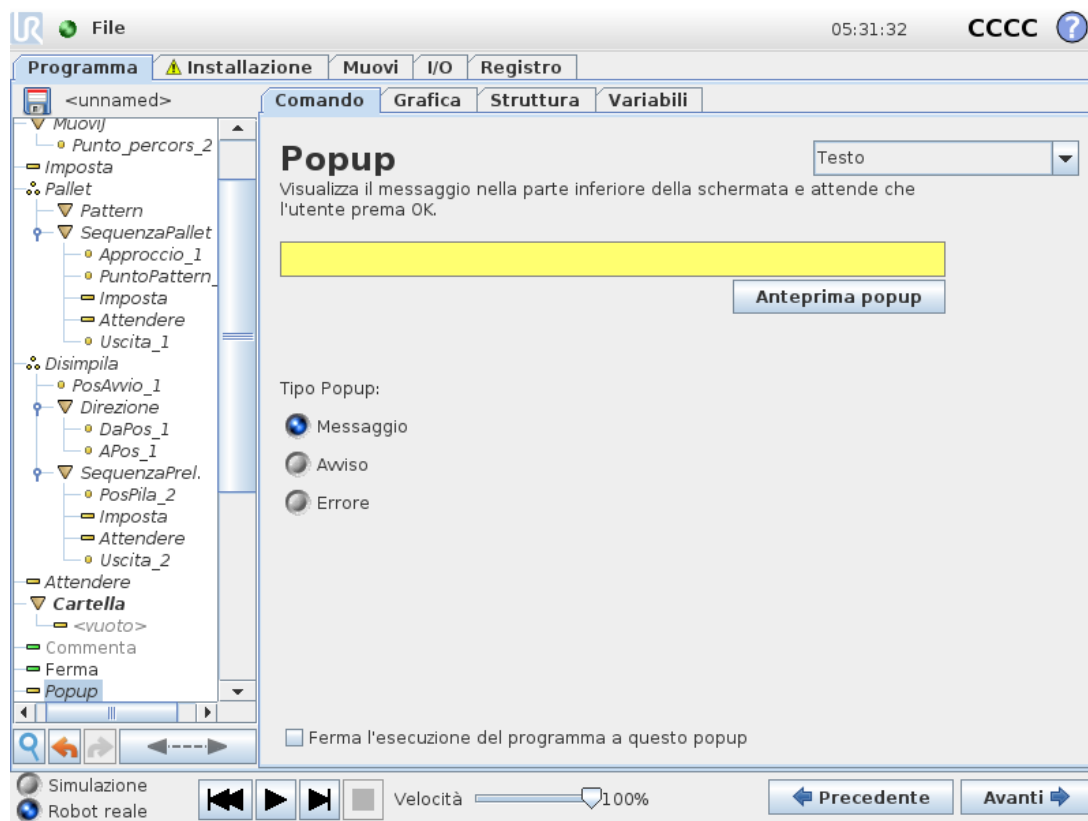 UR File 05:31:32 CCCC ?
Programma Installazione Muovi I/O Registro
<unnamed> Comando Grafica Struttura Variabili
MuoviJ
Punto_percors_2
Imposta
Pallet
Pattern
SequenzaPallet
Approccio_1
PuntoPattern_
Imposta
Attendere
Uscita_1
Disimpila
PosAvvio_1
Direzione
DaPos_1
APos_1
SequenzaPrel.
PosPila_2
Imposta
Attendere
Uscita_2
Attendere
Cartella
<vuoto>
Commenta
Ferma
Popup
Popup Testo
Visualizza il messaggio nella parte inferiore della schermata e attende che
l'utente prema OK.
Anteprima popup
Tipo Popup:
Messaggio
Avviso
Errore
Ferma l'esecuzione del programma a questo popup
Simulazione
Robot reale
Velocità 100% Precedente Avanti